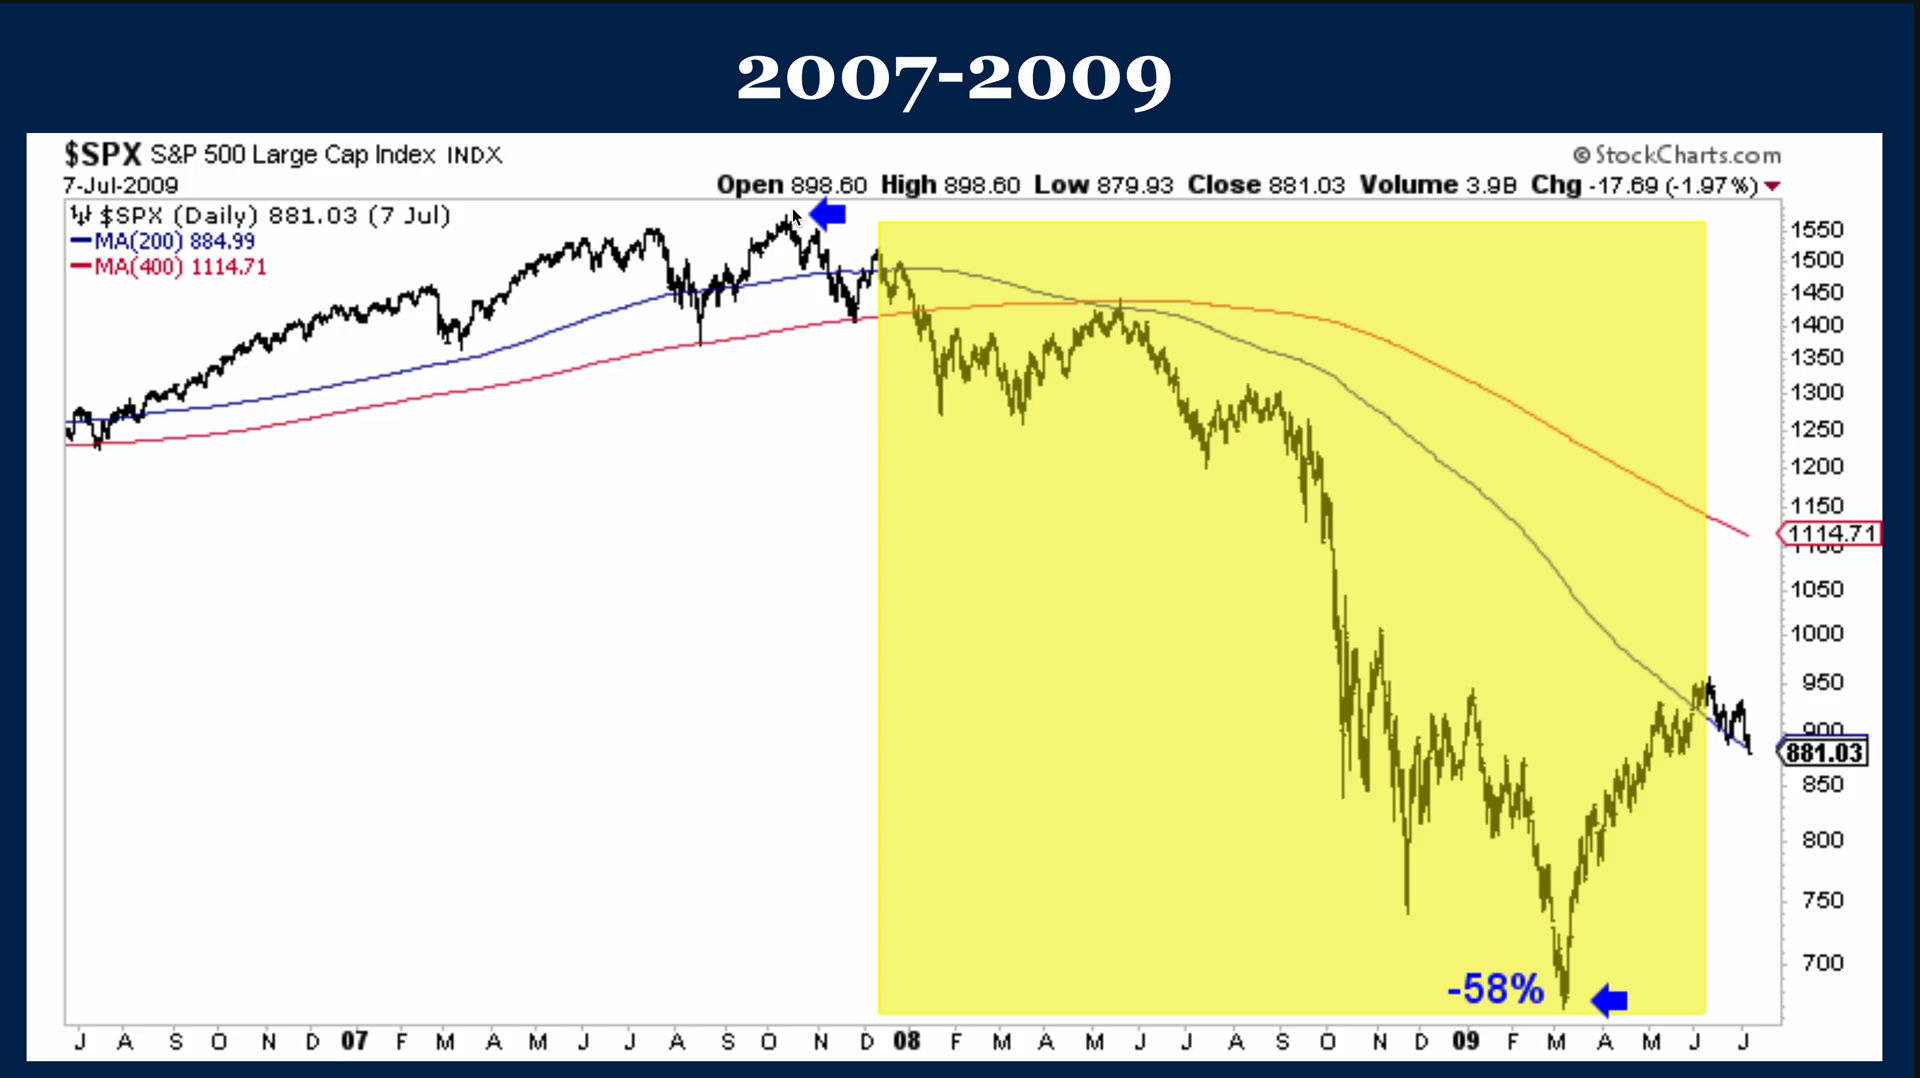 2007-2009
$SPX S&P 500 Large Cap Index INDX
© StockCharts.com
7-Jul-2009
Open 898.60 High 898.60 Low 879.93 Close 881.03 Volume 3.9B Chg -17.69 (-1.97%)
$SPX (Daily) 881.03 (7 Jul)
MA(200) 884.99
MA(400) 1114.71
1550
1500
1450
1400
1350
1300
1250
1200
1150
1114.71
1100
1050
1000
950
900
881.03
850
800
750
700
-58%
J A S O N D 07 F M A M J J A S O N D 08 F M A M J J A S O N D 09 F M A M J J